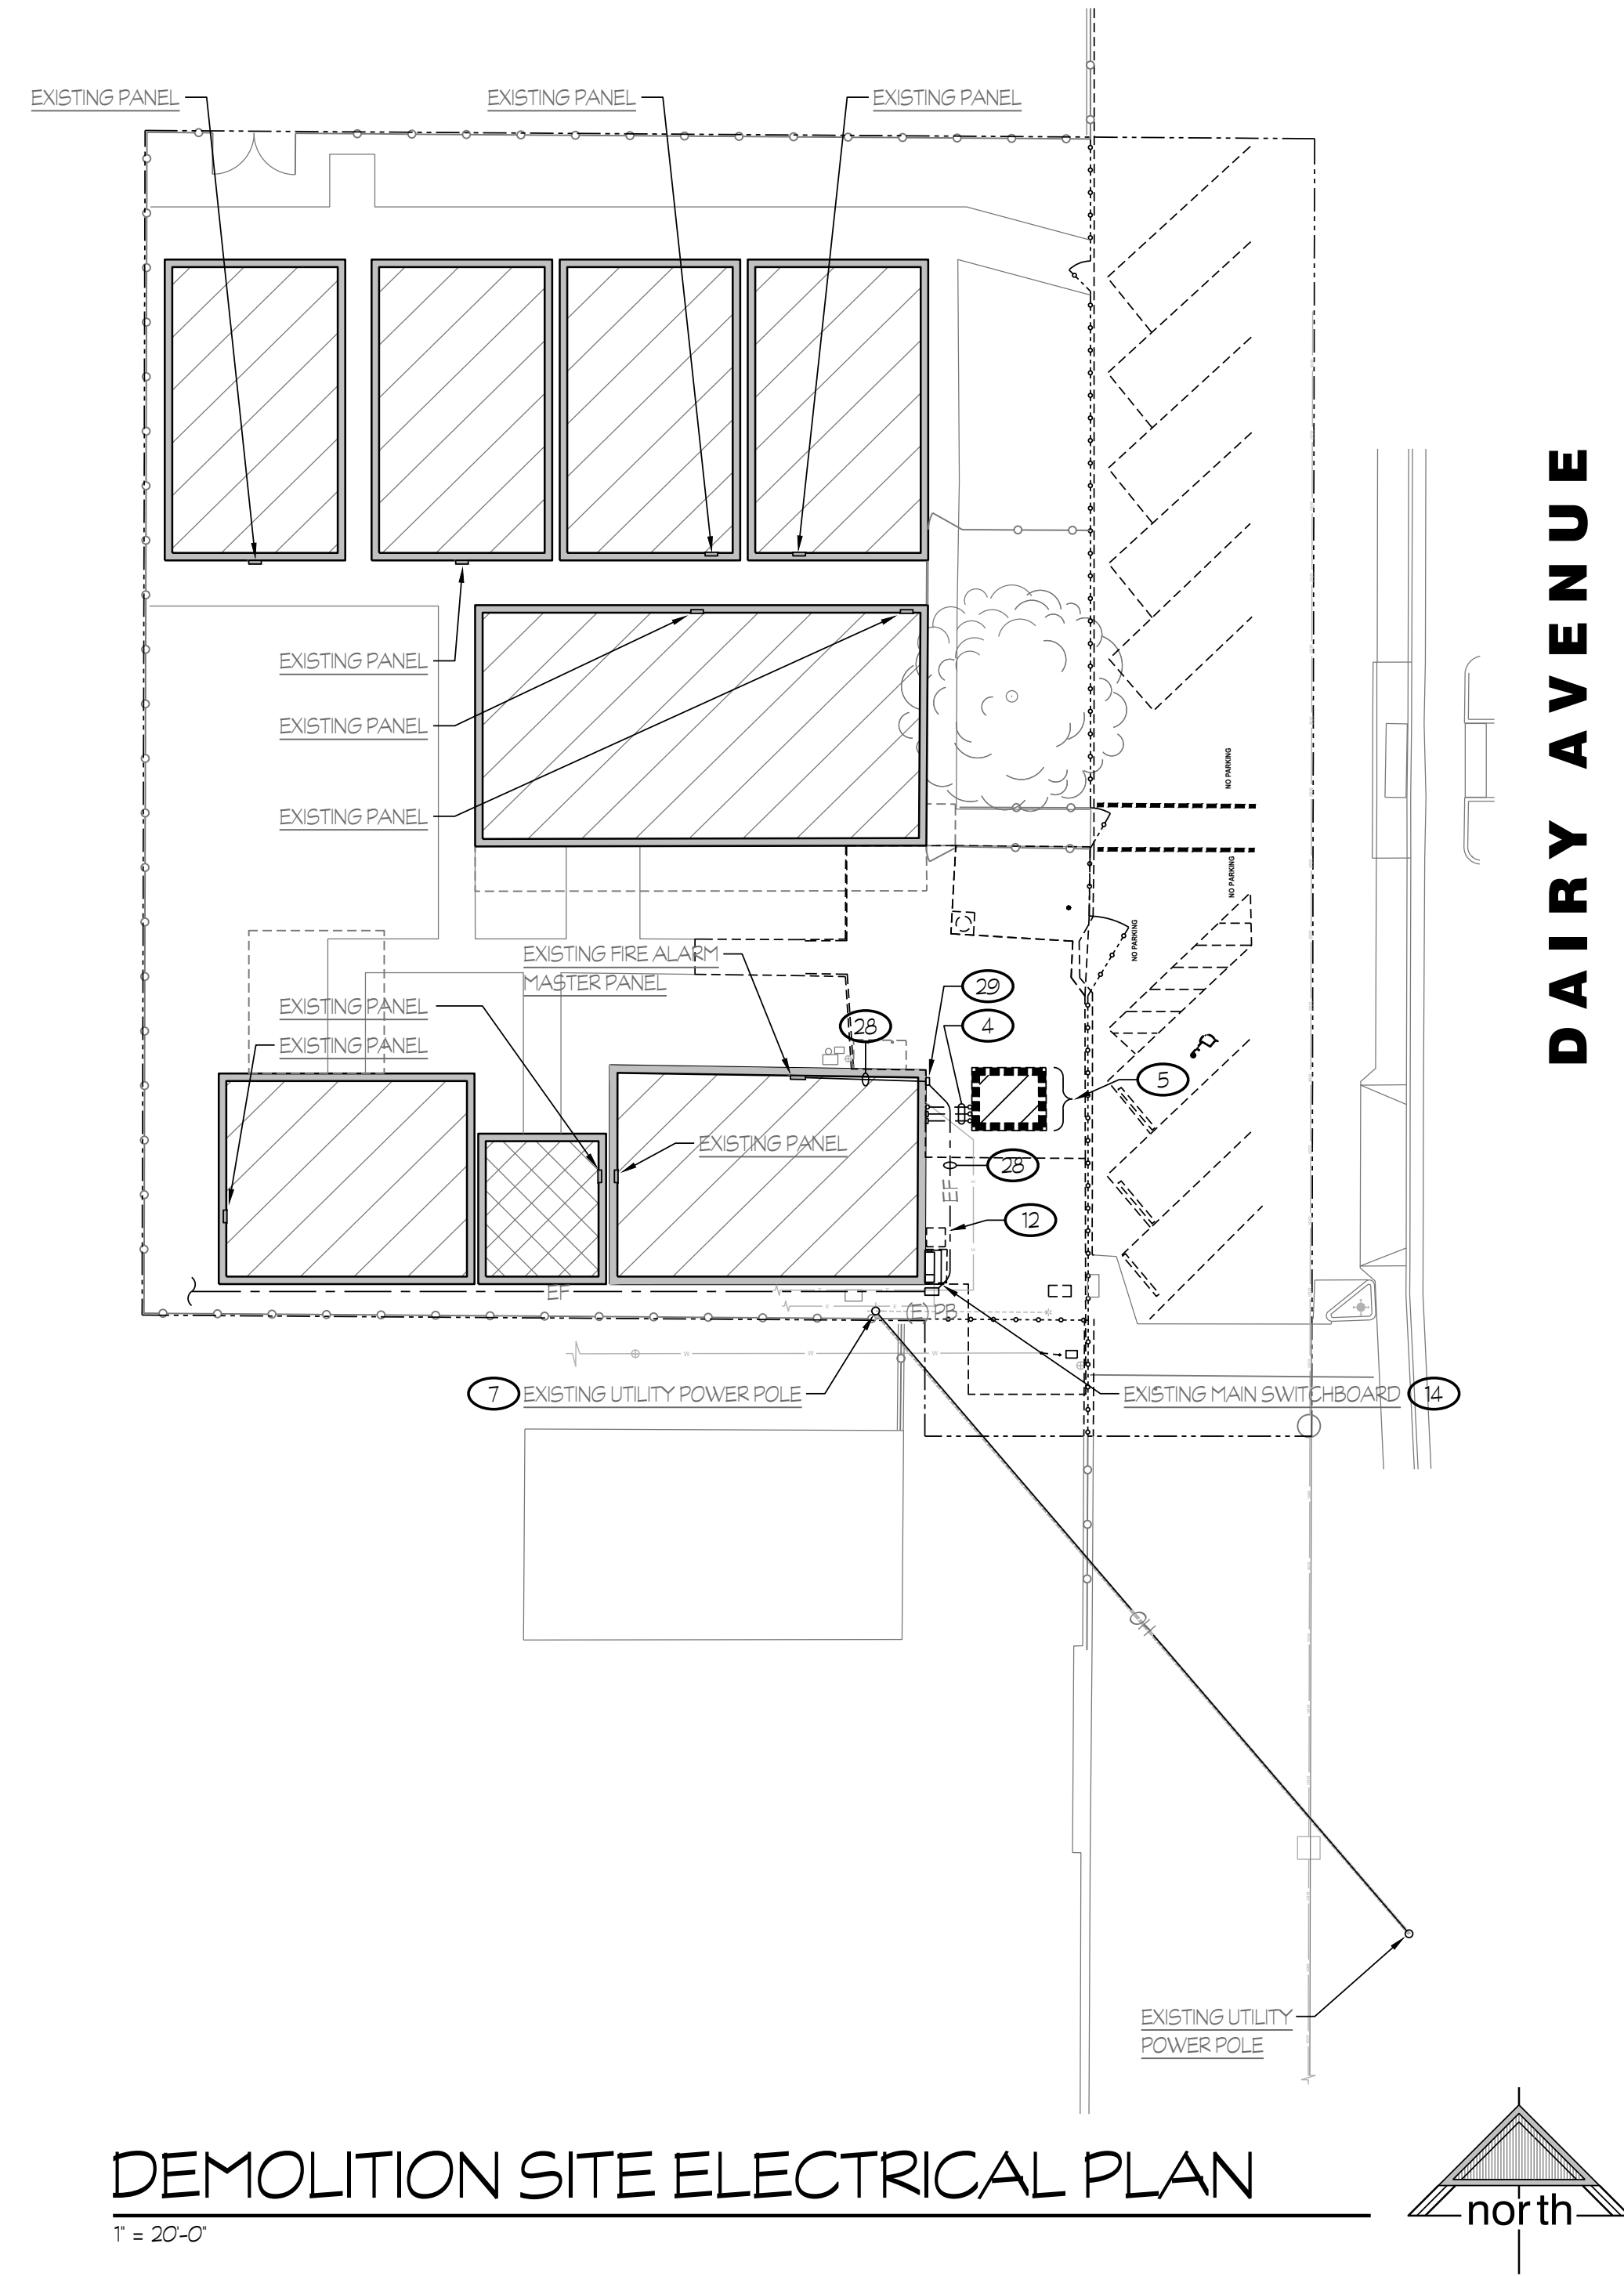 EXISTING PANEL
EXISTING PANEL
EXISTING PANEL
DAIRY AVENUE
EXISTING PANEL
EXISTING PANEL
EXISTING PANEL
NO PARKING
NO PARKING
NO PARKING
EXISTING FIRE ALARM
MASTER PANEL
29
EXISTING PANEL
28
4
EXISTING PANEL
5
EXISTING PANEL
28
EF
12
EF
(E) PB
W
W
W
7
EXISTING UTILITY POWER POLE
EXISTING MAIN SWITCHBOARD
14
EXISTING UTILITY
POWER POLE
DEMOLITION SITE ELECTRICAL PLAN
1" = 20'-0"
north